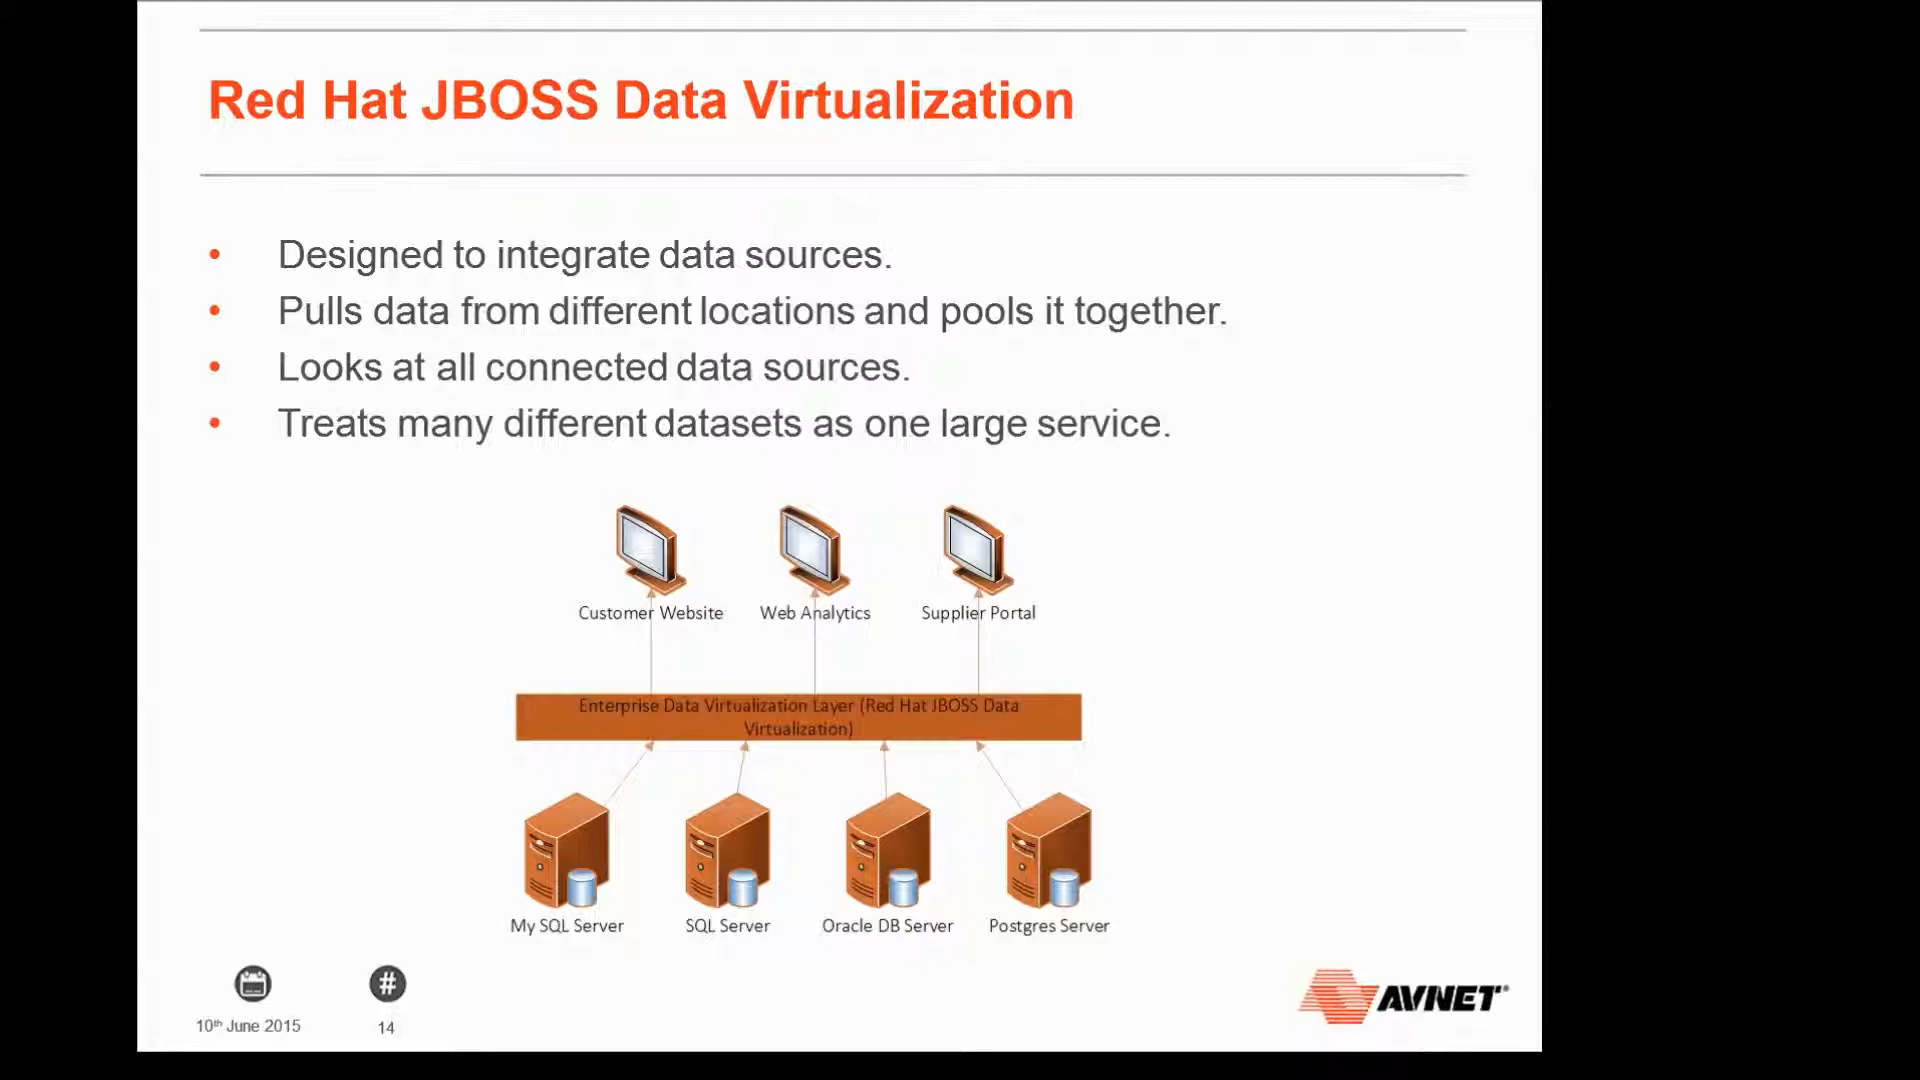 Red Hat JBOSS Data Virtualization
• Designed to integrate data sources.
• Pulls data from different locations and pools it together.
• Looks at all connected data sources.
• Treats many different datasets as one large service.
Customer Website Web Analytics Supplier Portal
Enterprise Data Virtualization Layer (Red Hat JBOSS Data
Virtualization)
My SQL Server SQL Server Oracle DB Server Postgres Server
#
10th June 2015 14
AVNET